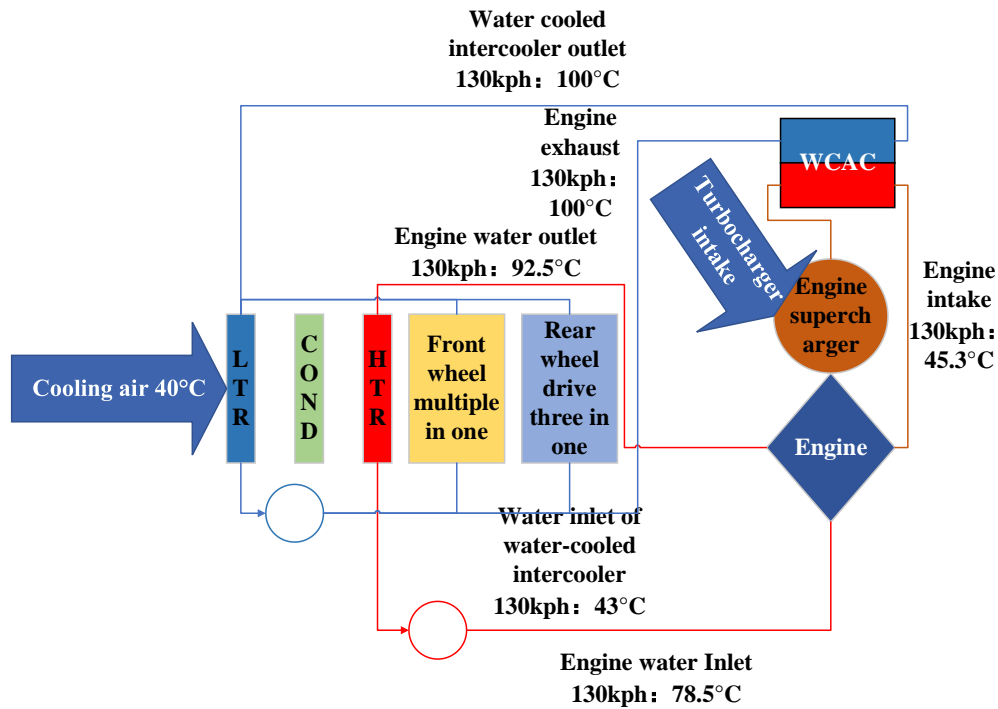 Water cooled
intercooler outlet
130kph：100°C
Engine
exhaust
130kph：
100°C
WCAC
Turbocharger
intake
Engine water outlet
130kph：92.5°C
Engine
intake
130kph：
45.3°C
Engine
superch
arger
Cooling air 40°C
L
T
R
C
O
N
D
H
T
R
Front
wheel
multiple
in one
Rear
wheel
drive
three in
one
Engine
Water inlet of
water-cooled
intercooler
130kph：43°C
Engine water Inlet
130kph：78.5°C